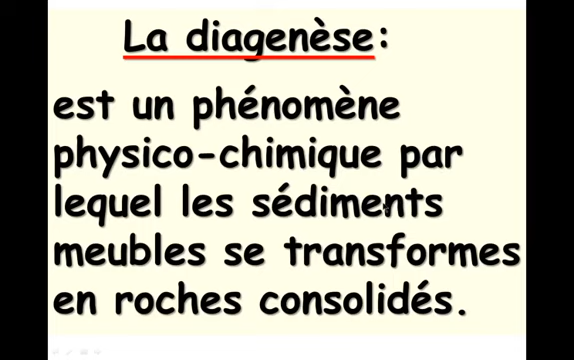 La diagenèse:
est un phénomène
physico-chimique par
lequel les sédiments
meubles se transformes
en roches consolidés.